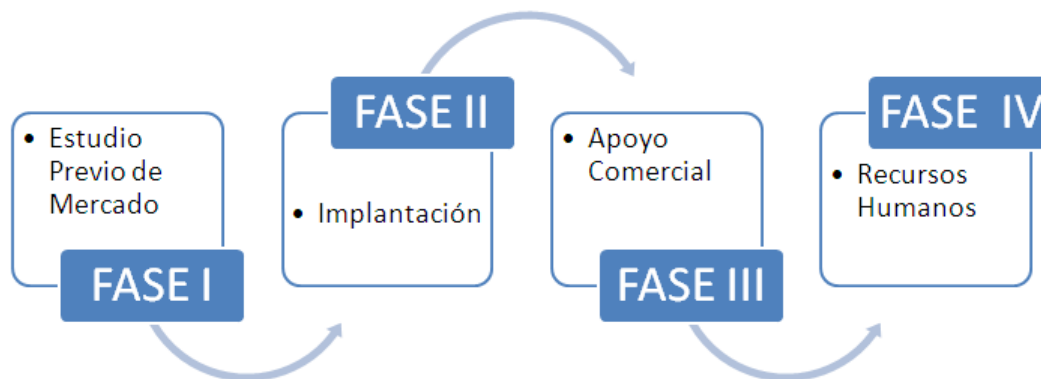 • Estudio
Previo de
Mercado
FASE I
FASE II
• Implantación
• Apoyo
Comercial
FASE III
FASE IV
• Recursos
Humanos